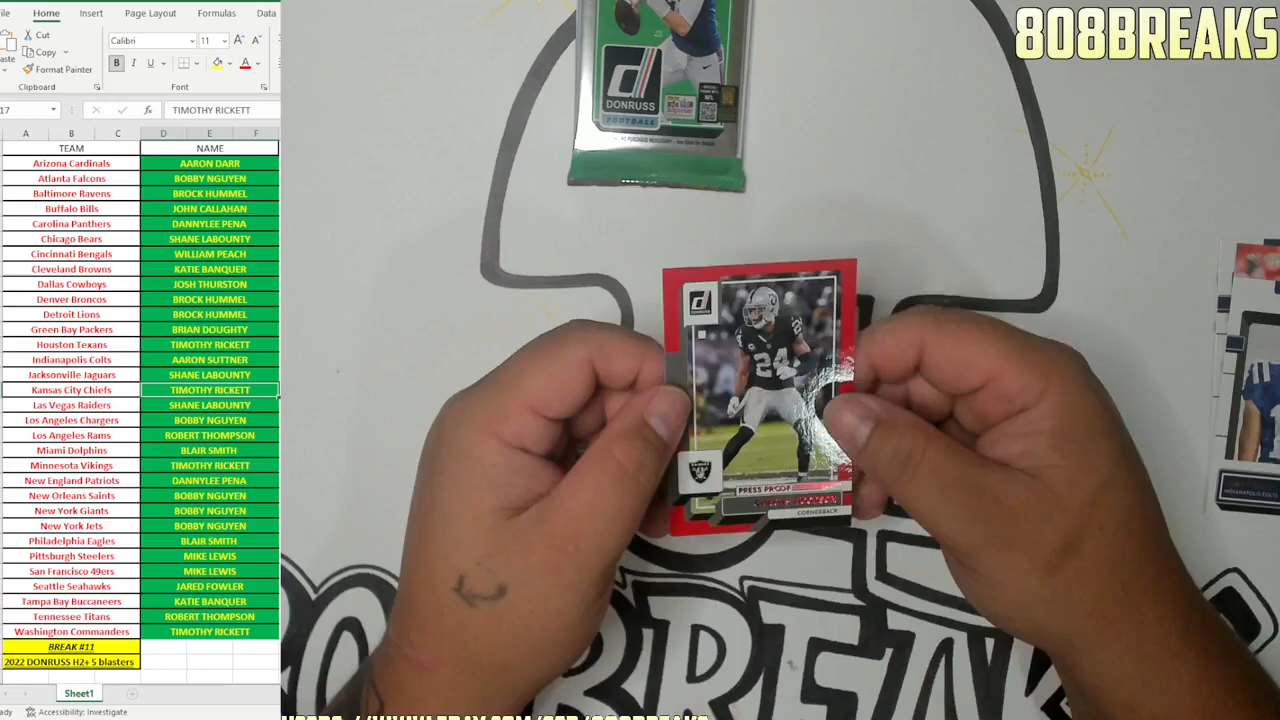 808BREAKS
File Home Insert Page Layout Formulas Data
Cut
Copy
Format Painter
Calibri 11
B I U
Clipboard Font
17 TIMOTHY RICKETT
A B C D E F
TEAM NAME
Arizona Cardinals AARON DARR
Atlanta Falcons BOBBY NGUYEN
Baltimore Ravens BROCK HUMMEL
Buffalo Bills JOHN CALLAHAN
Carolina Panthers DANNYLEE PENA
Chicago Bears SHANE LABOUNTY
Cincinnati Bengals WILLIAM PEACH
Cleveland Browns KATIE BANQUER
Dallas Cowboys JOSH THURSTON
Denver Broncos BROCK HUMMEL
Detroit Lions BROCK HUMMEL
Green Bay Packers BRIAN DOUGHTY
Houston Texans TIMOTHY RICKETT
Indianapolis Colts AARON SUTTNER
Jacksonville Jaguars SHANE LABOUNTY
Kansas City Chiefs TIMOTHY RICKETT
Las Vegas Raiders SHANE LABOUNTY
Los Angeles Chargers BOBBY NGUYEN
Los Angeles Rams ROBERT THOMPSON
Miami Dolphins BLAIR SMITH
Minnesota Vikings TIMOTHY RICKETT
New England Patriots DANNYLEE PENA
New Orleans Saints BOBBY NGUYEN
New York Giants BOBBY NGUYEN
New York Jets BOBBY NGUYEN
Philadelphia Eagles BLAIR SMITH
Pittsburgh Steelers MIKE LEWIS
San Francisco 49ers MIKE LEWIS
Seattle Seahawks JARED FOWLER
Tampa Bay Buccaneers KATIE BANQUER
Tennessee Titans ROBERT THOMPSON
Washington Commanders TIMOTHY RICKETT
BREAK #11
2022 DONRUSS H2+ 5 blasters
Sheet1
Accessibility: Investigate
DONRUSS
FOOTBALL
NFL
24
RAIDERS
PRESS PROOF
CORNERBACK
INDIANAPOLIS COLTS